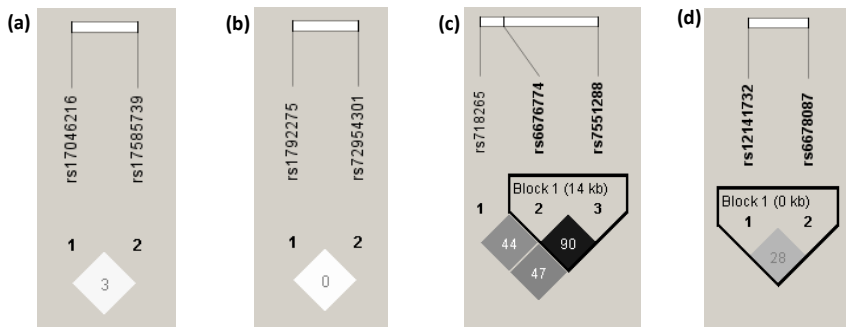 (a)
rs17046216
rs17585739
1 2
3
(b)
rs1792275
rs72954301
1 2
0
(c)
rs718265
rs6676774
rs7551288
Block 1 (14 kb)
1 2 3
44 90
47
(d)
rs12141732
rs6678087
Block 1 (0 kb)
1 2
28